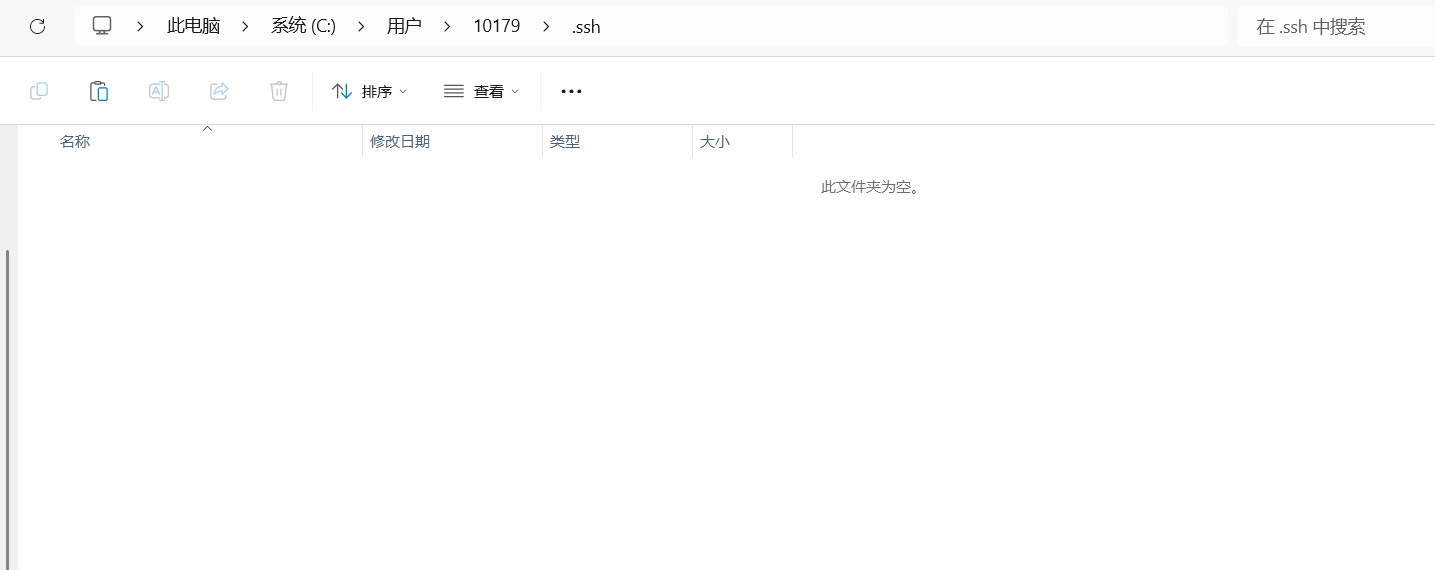 此电脑 > 系统 (C:) > 用户 > 10179 > .ssh 在 .ssh 中搜索
排序 查看
名称 修改日期 类型 大小
此文件夹为空。